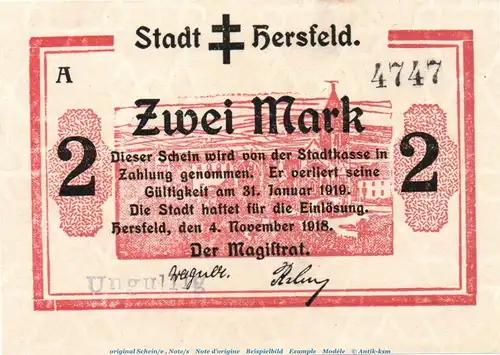 Stadt ‡ Hersfeld.
A 4747
Zwei Mark
2 2
Dieser Schein wird von der Stadtkasse in
Zahlung genommen. Er verliert seine
Gültigkeit am 31. Januar 1919.
Die Stadt haftet für die Einlösung.
Hersfeld, den 4. November 1918.
Der Magistrat.
Ungültig
original Schein/e , Note/s Note d'origine Beispielbild Example Modèle © Antik-ksm